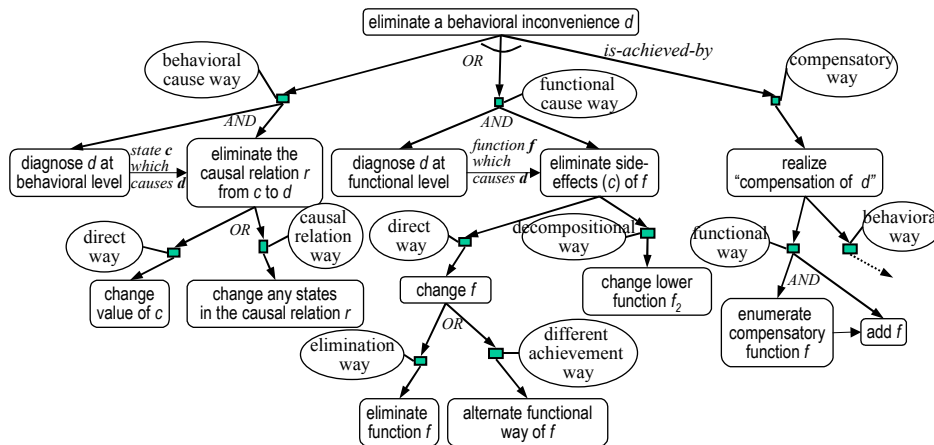 eliminate a behavioral inconvenience d
is-achieved-by
OR
behavioral
cause way
functional
cause way
compensatory
way
AND
AND
diagnose d at
behavioral level
state c
which
causes d
eliminate the
causal relation r
from c to d
diagnose d at
functional level
function f
which
causes d
eliminate side-
effects (c) of f
realize
“compensation of d”
direct
way
OR
causal
relation
way
direct
way
decompositional
way
functional
way
behavioral
way
AND
change
value of c
change any states
in the causal relation r
change f
change lower
function f2
enumerate
compensatory
function f
add f
OR
elimination
way
different
achievement
way
eliminate
function f
alternate functional
way of f